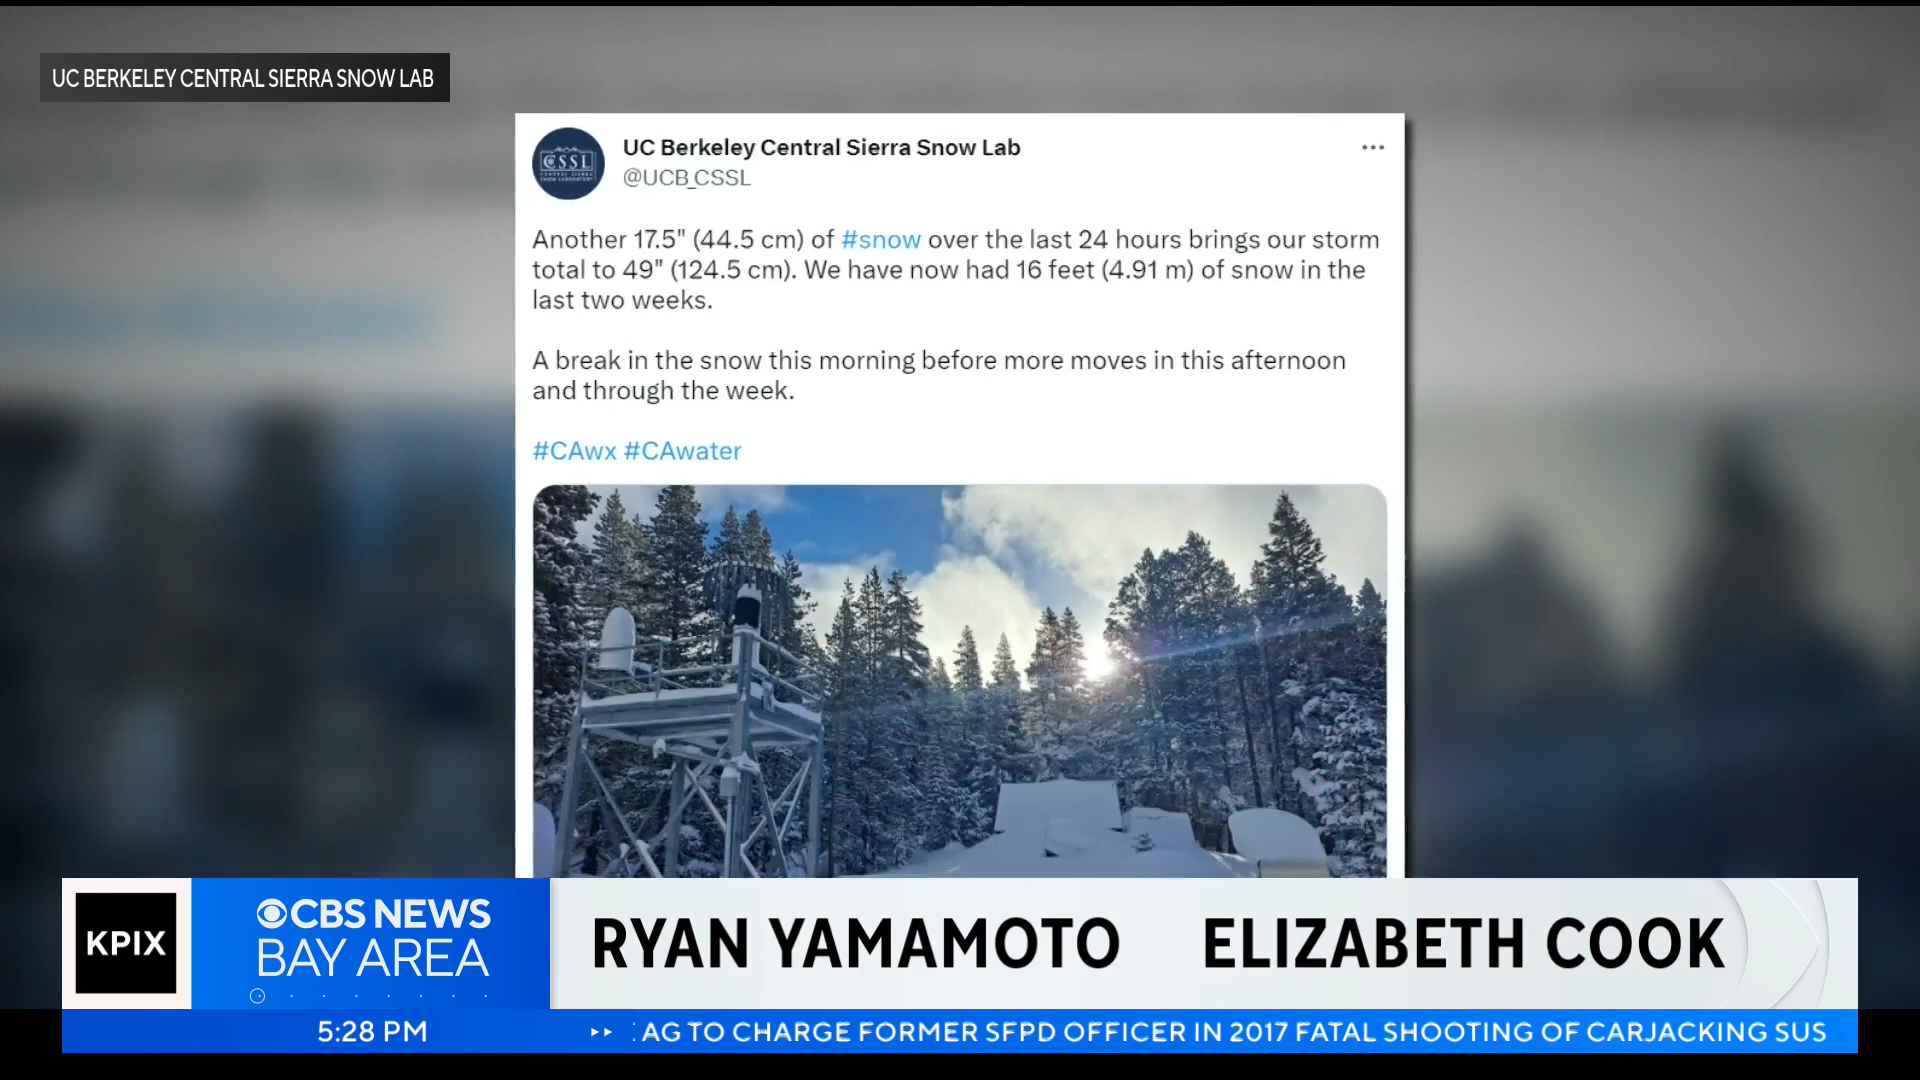 UC BERKELEY CENTRAL SIERRA SNOW LAB
CSSL
UC Berkeley Central Sierra Snow Lab
@UCB_CSSL
Another 17.5" (44.5 cm) of #snow over the last 24 hours brings our storm
total to 49" (124.5 cm). We have now had 16 feet (4.91 m) of snow in the
last two weeks.
A break in the snow this morning before more moves in this afternoon
and through the week.
#CAwx #CAwater
KPIX
CBS NEWS
BAY AREA
RYAN YAMAMOTO ELIZABETH COOK
5:28 PM
AG TO CHARGE FORMER SFPD OFFICER IN 2017 FATAL SHOOTING OF CARJACKING SUS